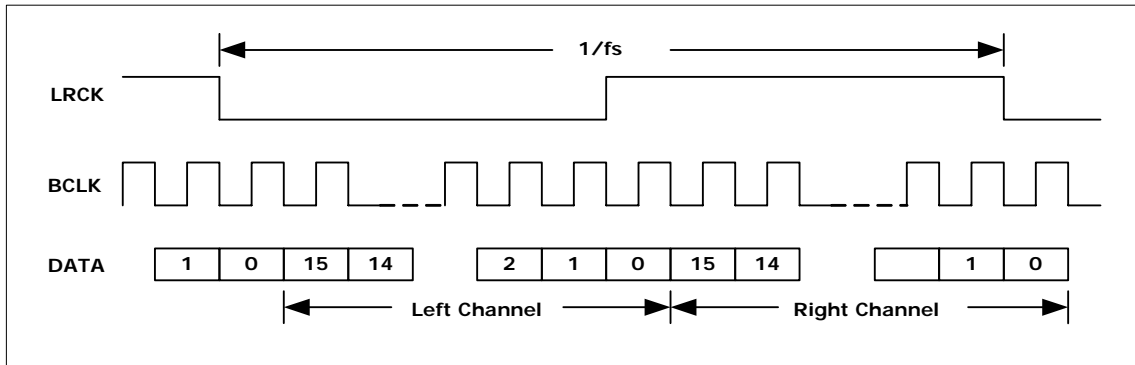 1/fs
LRCK
BCLK
DATA 1 0 15 14 2 1 0 15 14 1 0
Left Channel Right Channel